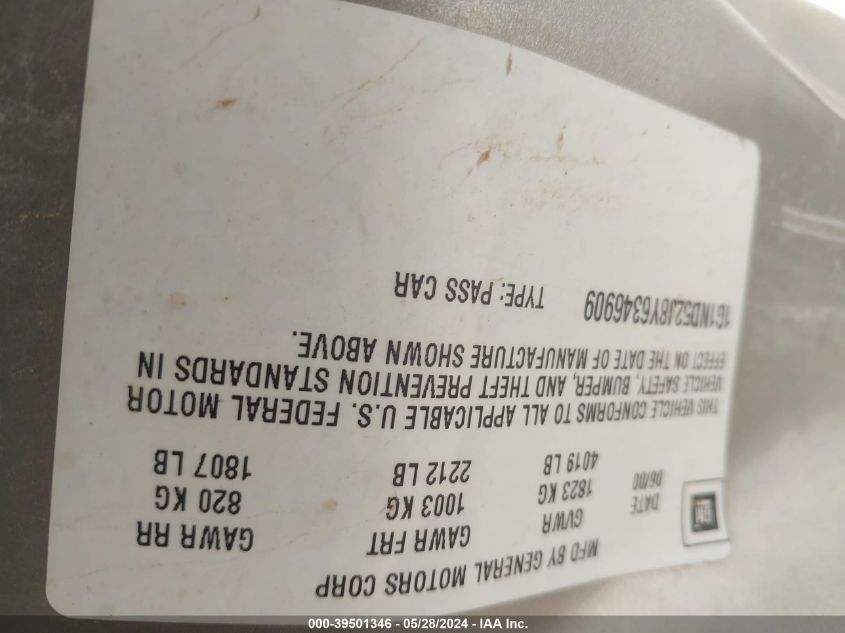 MFD BY GENERAL MOTORS CORP
GM DATE GVWR GAWR FRT GAWR RR
06/00 1823 KG 1003 KG 820 KG
4019 LB 2212 LB 1807 LB
THIS VEHICLE CONFORMS TO ALL APPLICABLE U.S. FEDERAL MOTOR
VEHICLE SAFETY, BUMPER, AND THEFT PREVENTION STANDARDS IN
EFFECT ON THE DATE OF MANUFACTURE SHOWN ABOVE.
1G1ND52J8Y6346909 TYPE: PASS CAR
000-39501346 - 05/28/2024 - IAA Inc.